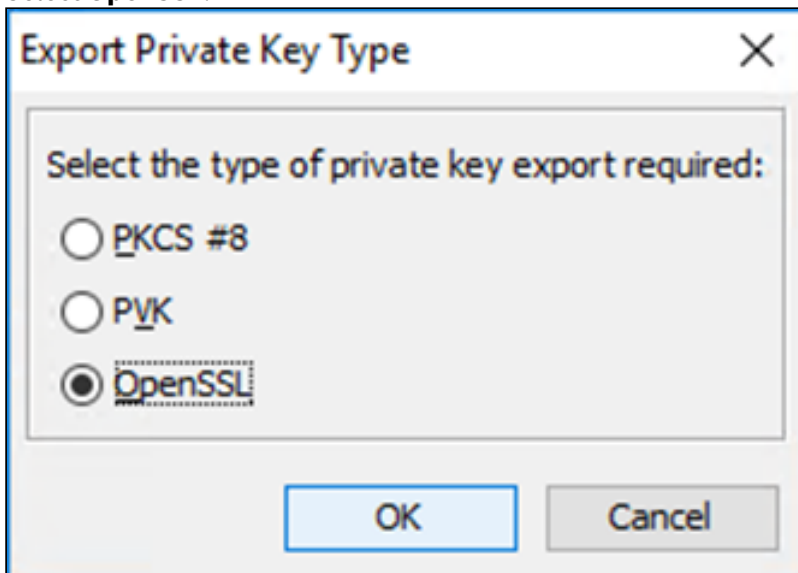 Export Private Key Type
Select the type of private key export required:
PKCS #8
PVK
OpenSSL
OK
Cancel